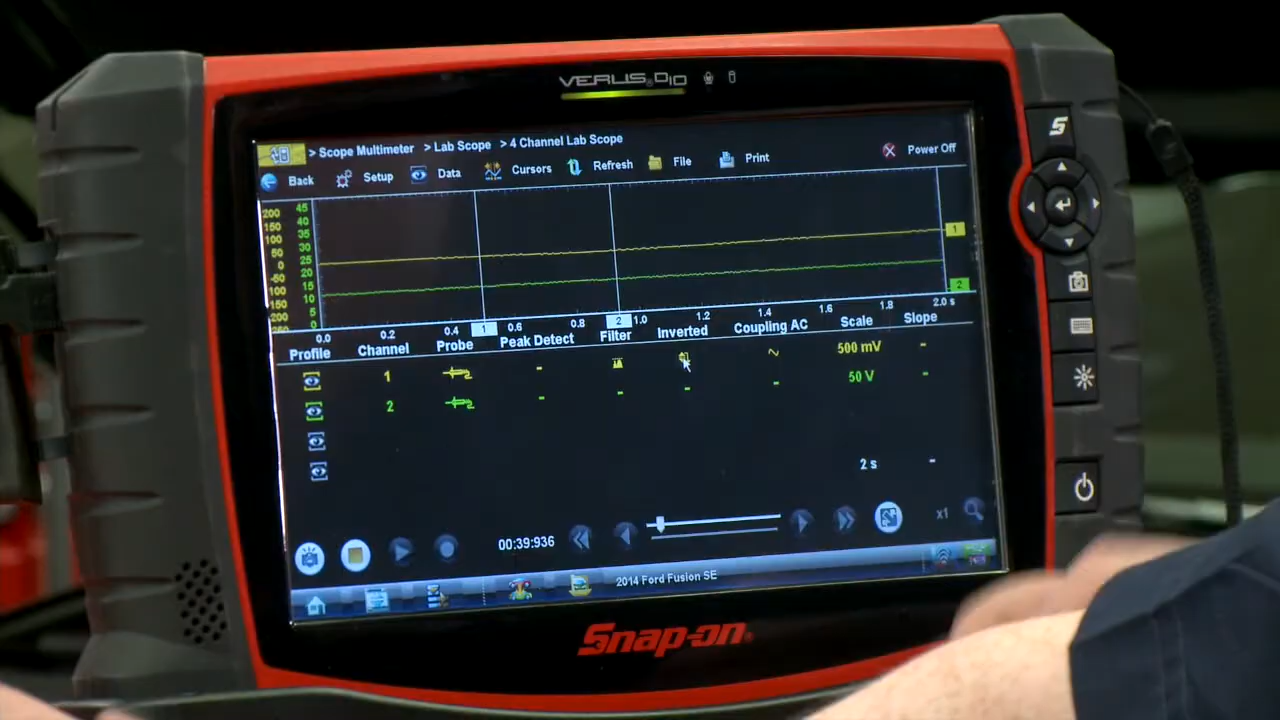 VERUS PRO
> Scope Multimeter > Lab Scope > 4 Channel Lab Scope
Back Setup Data Cursors Refresh File Print Power Off
200 45
150 40
100 35
50 30
0 25
-50 20
100 15
150 10
200 5
250 0
1
2
0.0 0.2 0.4 1 0.6 0.8 2 1.0 1.2 1.4 1.6 1.8 2.0 s
Profile Channel Probe Peak Detect Filter Inverted Coupling AC Scale Slope
1 - 500 mV -
2 - - - - 50 V -
2 s -
00:39:936 x1
2014 Ford Fusion SE
Snap-on
S